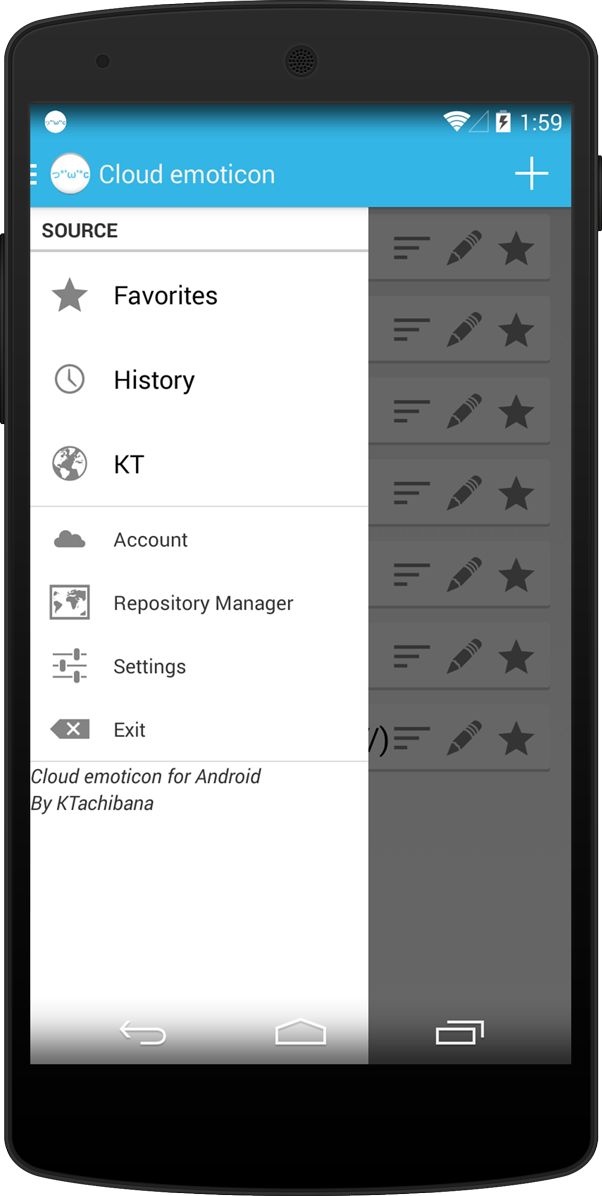 1:59
Cloud emoticon
SOURCE
Favorites
History
KT
Account
Repository Manager
Settings
Exit
/)
Cloud emoticon for Android
By KTachibana